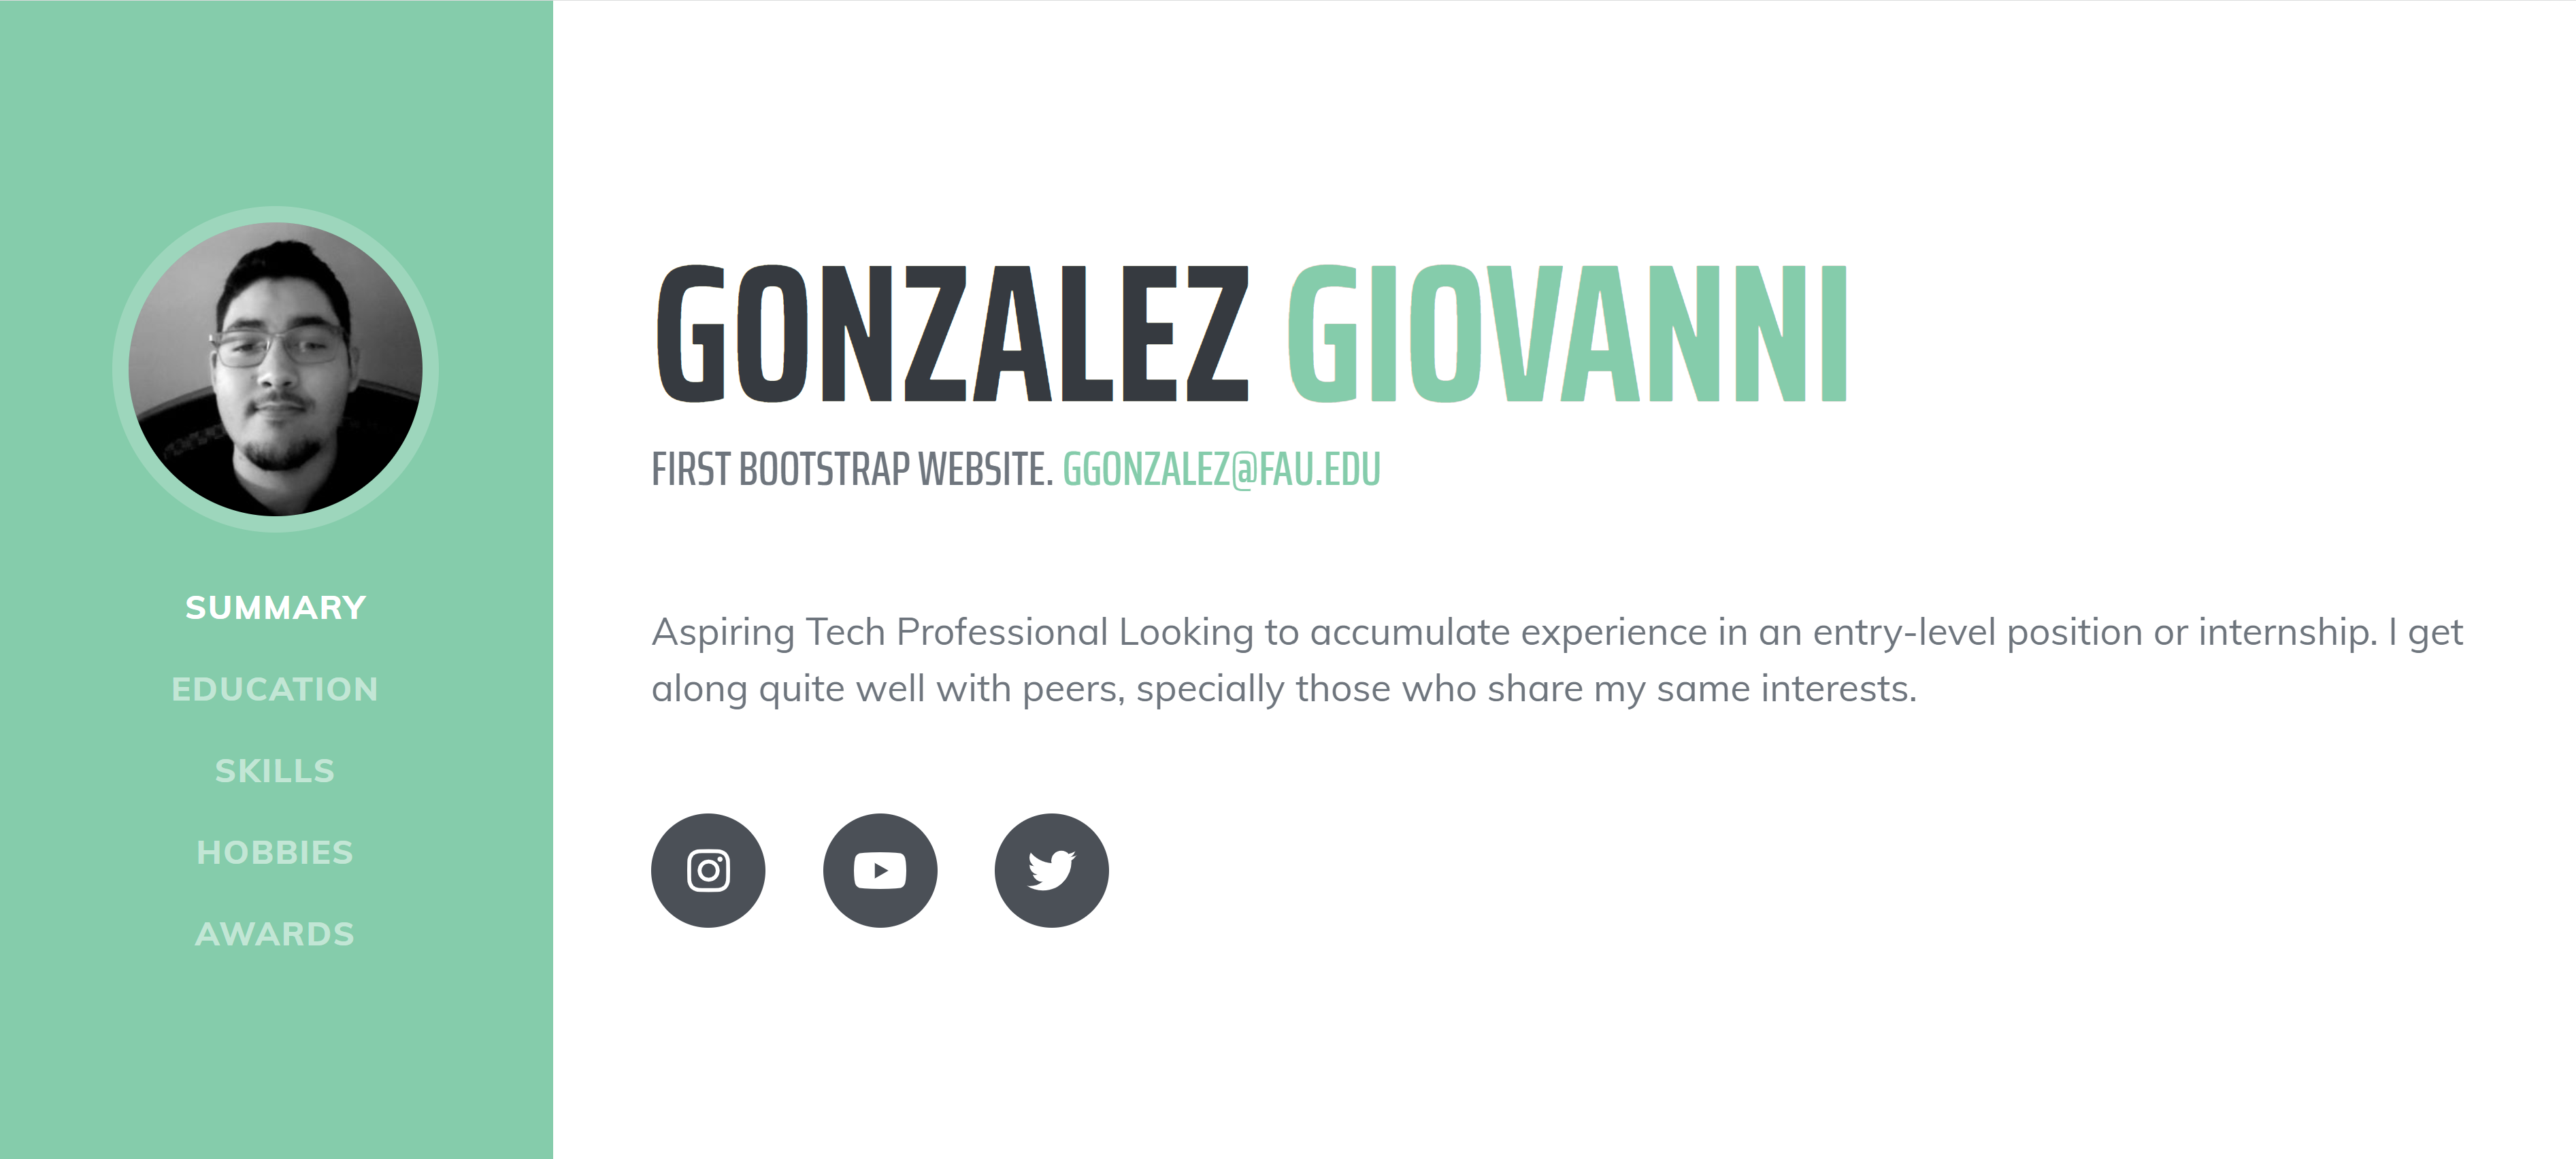 SUMMARY
EDUCATION
SKILLS
HOBBIES
AWARDS
GONZALEZ GIOVANNI
FIRST BOOTSTRAP WEBSITE. GGONZALEZ@FAU.EDU
Aspiring Tech Professional Looking to accumulate experience in an entry-level position or internship. I get
along quite well with peers, specially those who share my same interests.